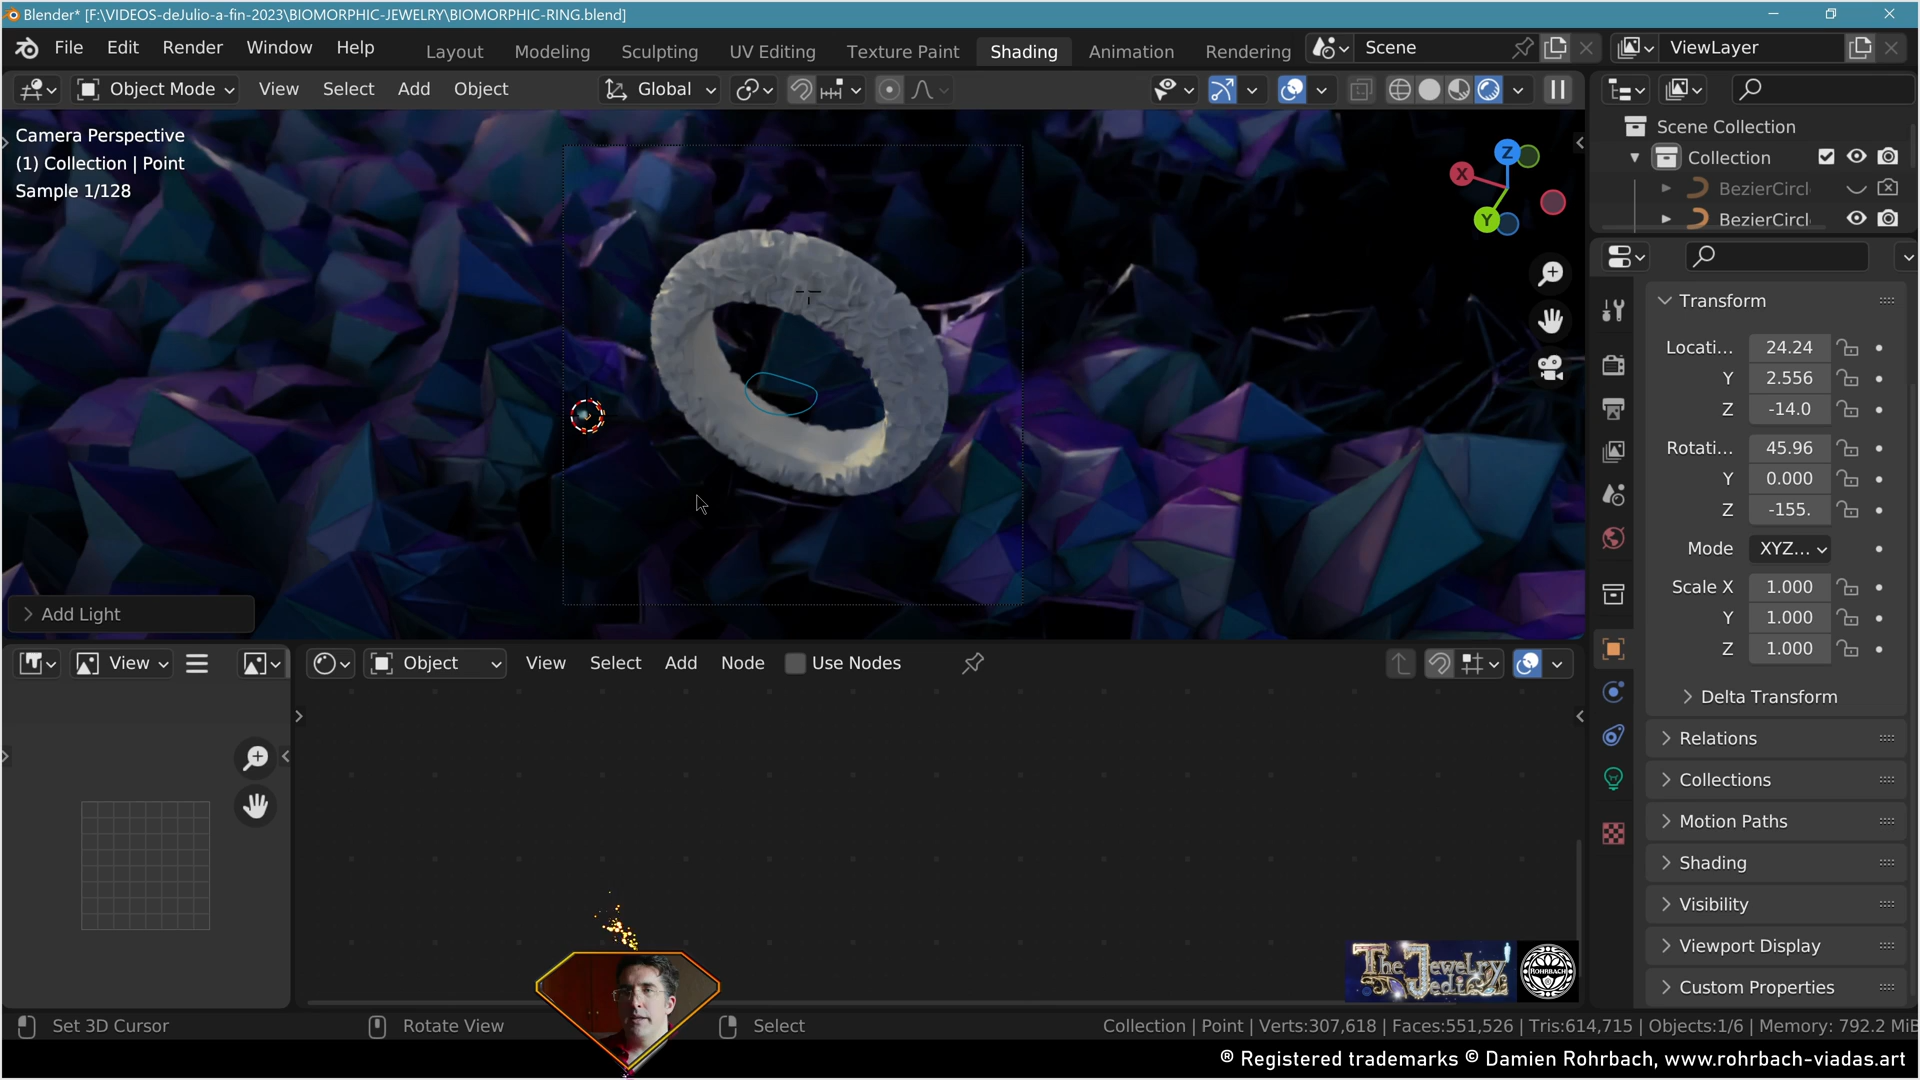 Blender* [F:\VIDEOS-deJulio-a-fin-2023\BIOMORPHIC-JEWELRY\BIOMORPHIC-RING.blend]
File Edit Render Window Help Layout Modeling Sculpting UV Editing Texture Paint Shading Animation Rendering Scene ViewLayer
Object Mode View Select Add Object Global
Camera Perspective
(1) Collection | Point
Sample 1/128
Z
X
Y
Scene Collection
Collection
BezierCircl
BezierCircl
Transform
Locati... 24.24
Y 2.556
Z -14.0
Rotati... 45.96
Y 0.000
Z -155.
Mode XYZ...
Scale X 1.000
Y 1.000
Z 1.000
Delta Transform
Relations
Collections
Motion Paths
Shading
Visibility
Viewport Display
Custom Properties
Add Light
View Object View Select Add Node Use Nodes
The Jewelry Jedi
ROHRBACH
Set 3D Cursor Rotate View Select Collection | Point | Verts:307,618 | Faces:551,526 | Tris:614,715 | Objects:1/6 | Memory: 792.2 MiB
® Registered trademarks © Damien Rohrbach, www.rohrbach-viadas.art